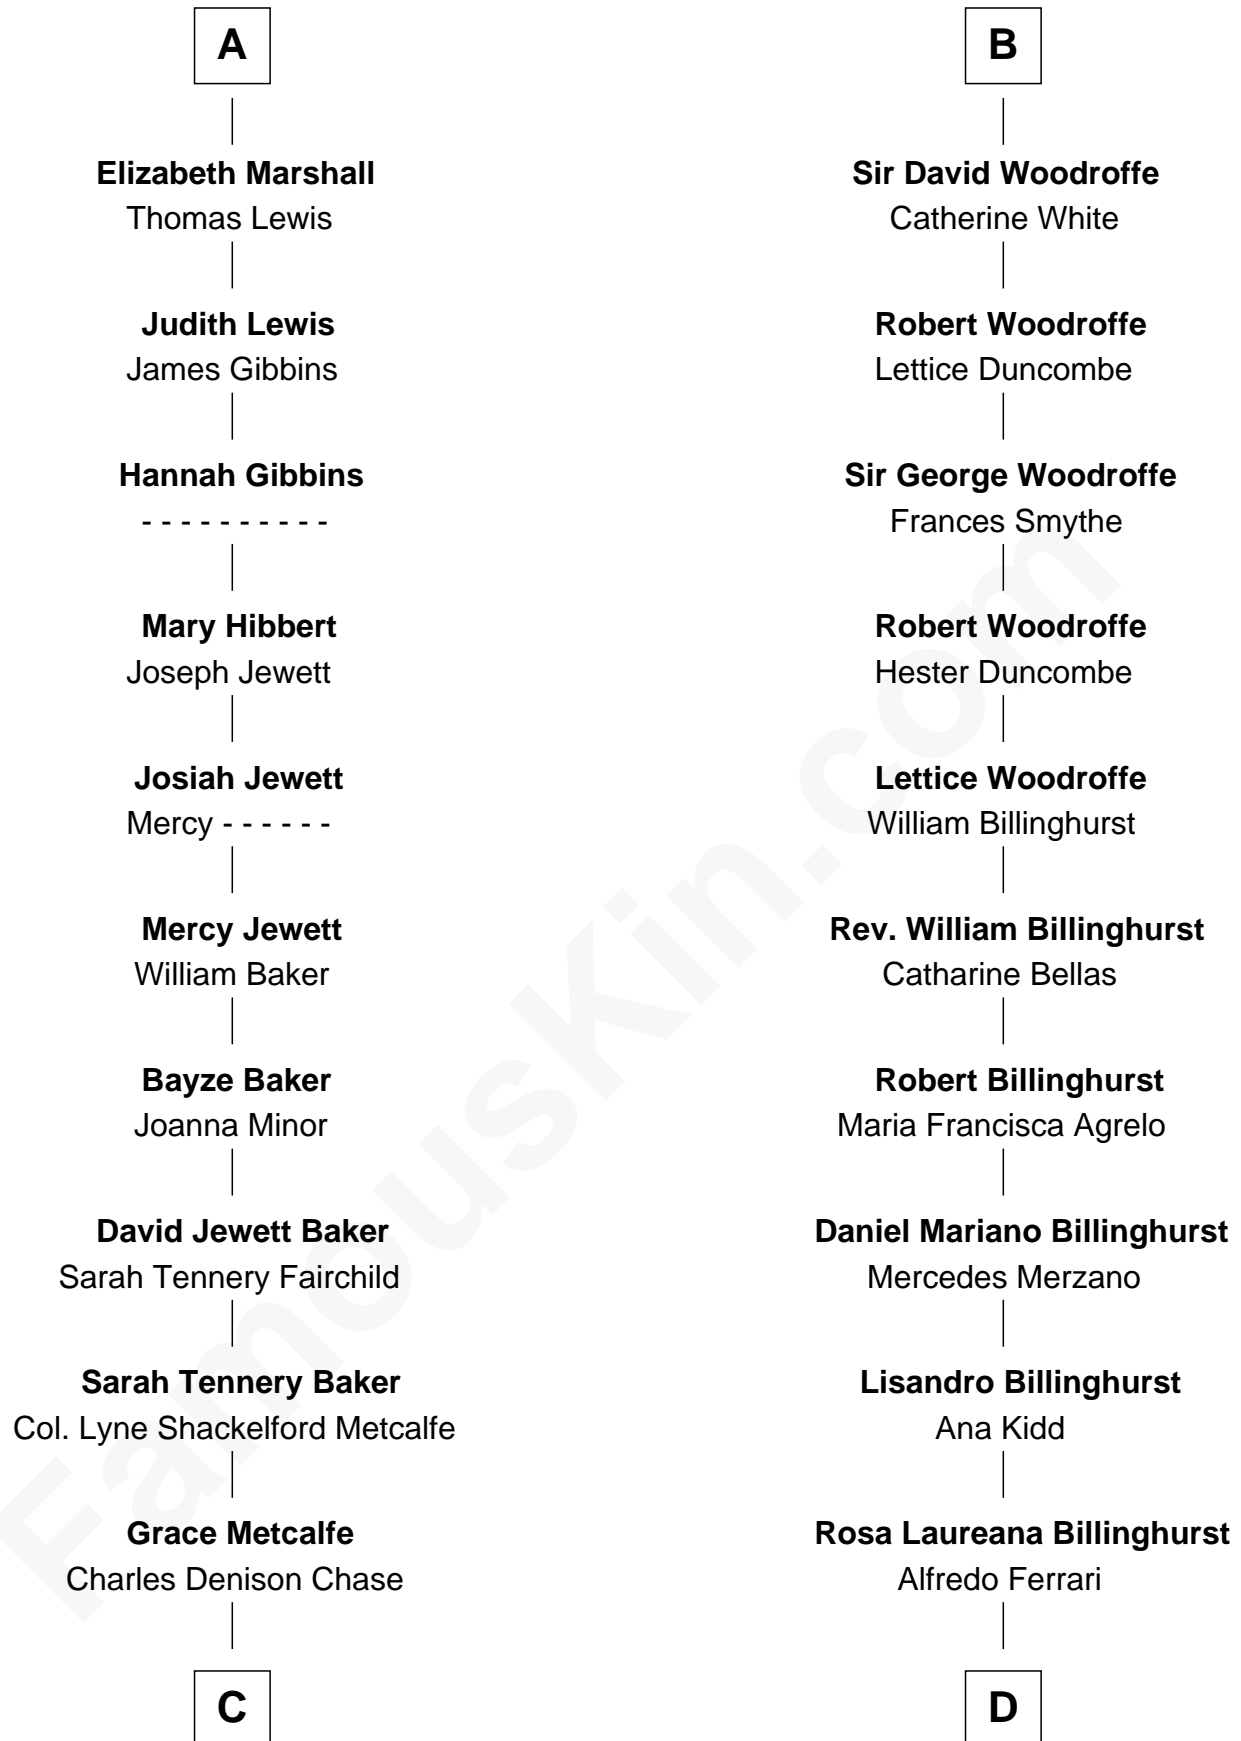 A
Elizabeth Marshall
Thomas Lewis
Judith Lewis
James Gibbins
Hannah Gibbins
- - - - - - - - - -
Mary Hibbert
Joseph Jewett
Josiah Jewett
Mercy - - - - - -
Mercy Jewett
William Baker
Bayze Baker
Joanna Minor
David Jewett Baker
Sarah Tennery Fairchild
Sarah Tennery Baker
Col. Lyne Shackelford Metcalfe
Grace Metcalfe
Charles Denison Chase
C
B
Sir David Woodroffe
Catherine White
Robert Woodroffe
Lettice Duncombe
Sir George Woodroffe
Frances Smythe
Robert Woodroffe
Hester Duncombe
Lettice Woodroffe
William Billinghurst
Rev. William Billinghurst
Catharine Bellas
Robert Billinghurst
Maria Francisca Agrelo
Daniel Mariano Billinghurst
Mercedes Merzano
Lisandro Billinghurst
Ana Kidd
Rosa Laureana Billinghurst
Alfredo Ferrari
D
FamousKin.com